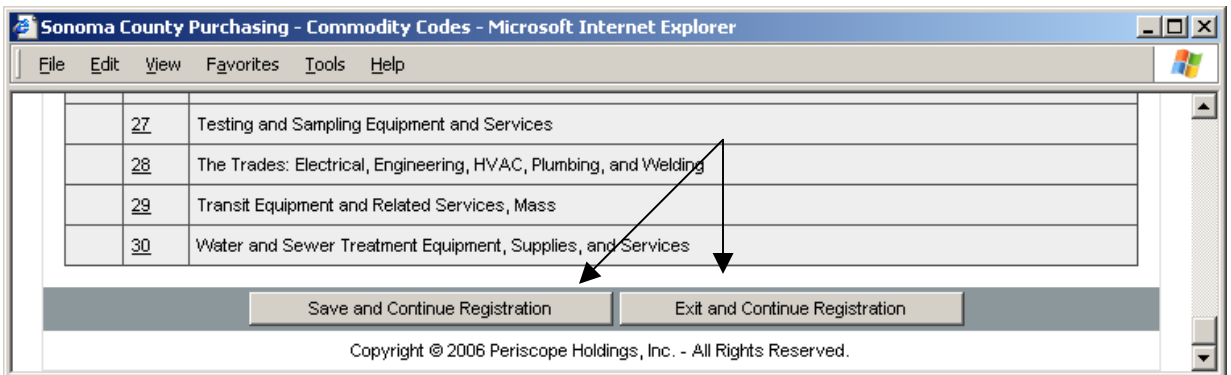 Sonoma County Purchasing - Commodity Codes - Microsoft Internet Explorer
File Edit View Favorites Tools Help
27 Testing and Sampling Equipment and Services
28 The Trades: Electrical, Engineering, HVAC, Plumbing, and Welding
29 Transit Equipment and Related Services, Mass
30 Water and Sewer Treatment Equipment, Supplies, and Services
Save and Continue Registration Exit and Continue Registration
Copyright © 2006 Periscope Holdings, Inc. - All Rights Reserved.